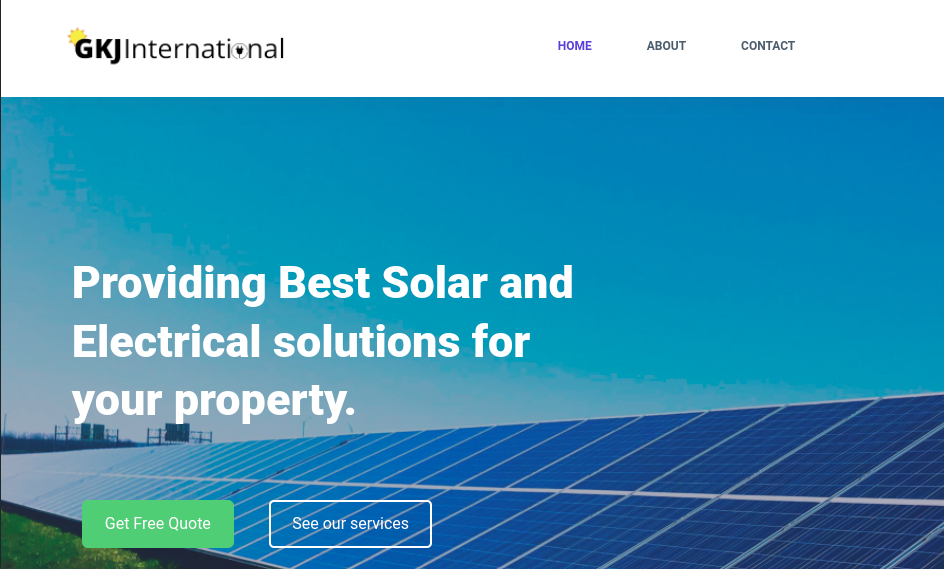 GKJInternational
HOME
ABOUT
CONTACT
Providing Best Solar and
Electrical solutions for
your property.
Get Free Quote
See our services